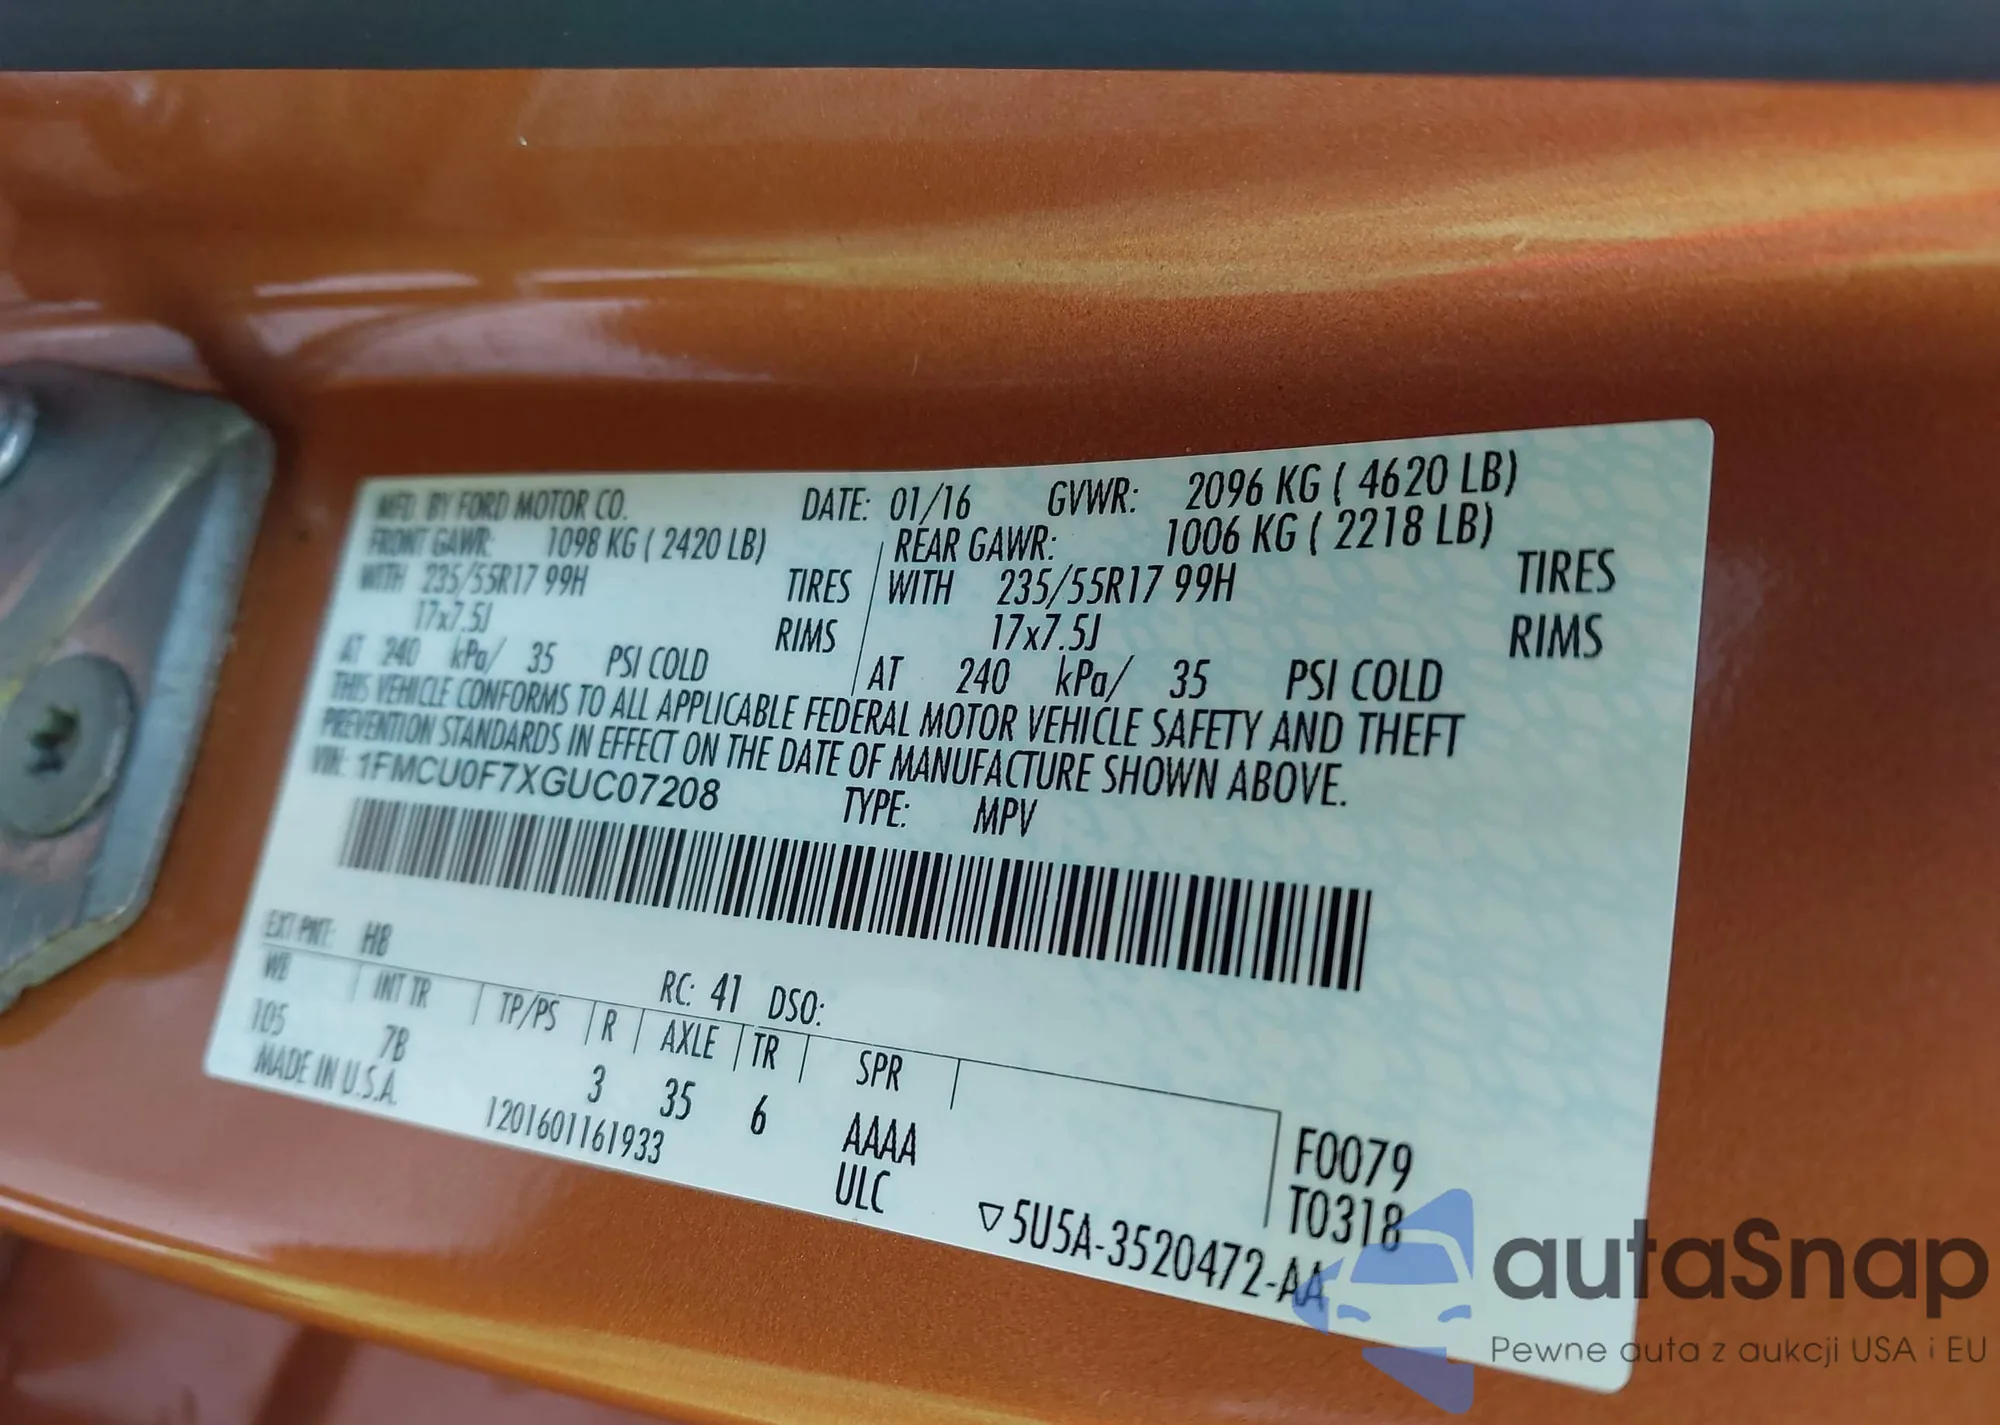 MFD. BY FORD MOTOR CO. DATE: 01/16 GVWR: 2096 KG ( 4620 LB)
FRONT GAWR: 1098 KG ( 2420 LB) REAR GAWR: 1006 KG ( 2218 LB)
WITH 235/55R17 99H TIRES WITH 235/55R17 99H TIRES
17x7.5J RIMS 17x7.5J RIMS
AT 240 kPa/ 35 PSI COLD AT 240 kPa/ 35 PSI COLD
THIS VEHICLE CONFORMS TO ALL APPLICABLE FEDERAL MOTOR VEHICLE SAFETY AND THEFT
PREVENTION STANDARDS IN EFFECT ON THE DATE OF MANUFACTURE SHOWN ABOVE.
VIN: 1FMCU0F7XGUC07208 TYPE: MPV
EXT PNT: H8 RC: 41 DSO:
WB INT TR TP/PS R AXLE TR SPR
105 7B 3 35 6 AAAA F0079
MADE IN U.S.A. 1201601161933 ULC T0318
▽5U5A-3520472-AA
autaSnap
Pewne auta z aukcji USA i EU